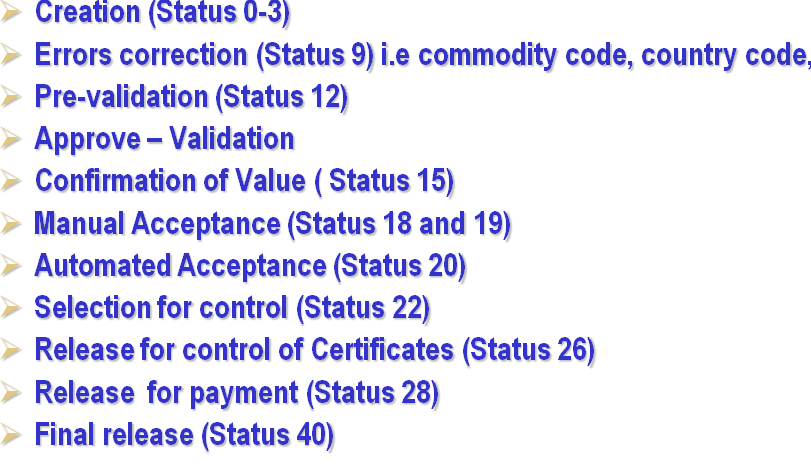 Creation (Status 0-3)
Errors correction (Status 9) i.e commodity code, country code,
Pre-validation (Status 12)
Approve – Validation
Confirmation of Value ( Status 15)
Manual Acceptance (Status 18 and 19)
Automated Acceptance (Status 20)
Selection for control (Status 22)
Release for control of Certificates (Status 26)
Release for payment (Status 28)
Final release (Status 40)